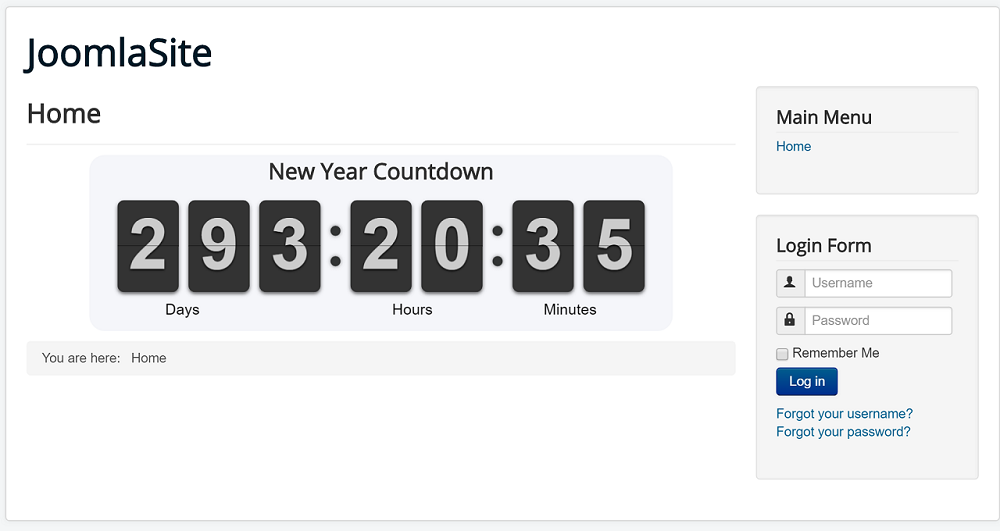 JoomlaSite
Home
New Year Countdown
293:20:35
Days Hours Minutes
You are here: Home
Main Menu
Home
Login Form
Username
Password
Remember Me
Log in
Forgot your username?
Forgot your password?